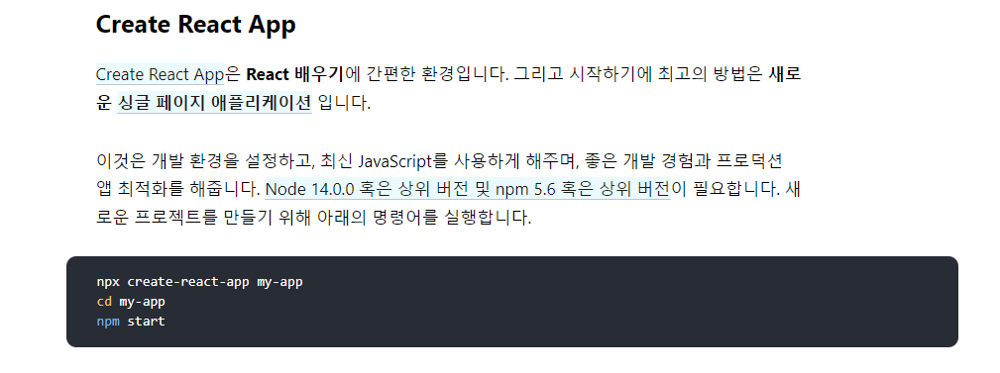 Create React App
Create React App은 React 배우기에 간편한 환경입니다. 그리고 시작하기에 최고의 방법은 새로
운 싱글 페이지 애플리케이션 입니다.
이것은 개발 환경을 설정하고, 최신 JavaScript를 사용하게 해주며, 좋은 개발 경험과 프로덕션
앱 최적화를 해줍니다. Node 14.0.0 혹은 상위 버전 및 npm 5.6 혹은 상위 버전이 필요합니다. 새
로운 프로젝트를 만들기 위해 아래의 명령어를 실행합니다.
npx create-react-app my-app
cd my-app
npm start